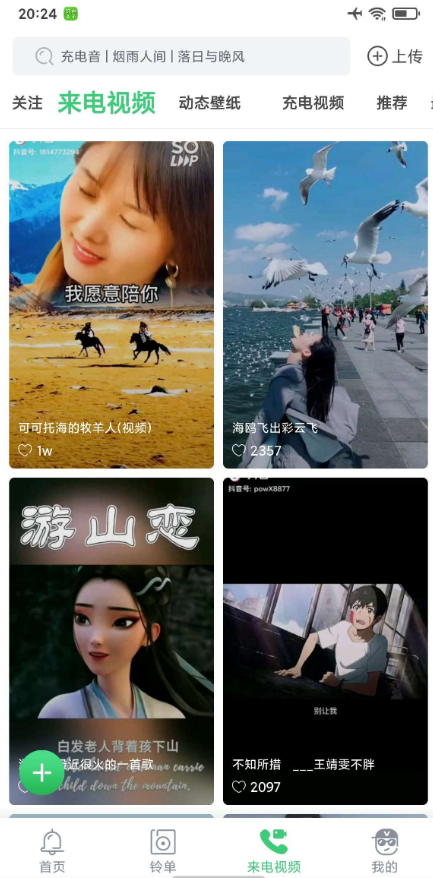 20:24
充电音 | 烟雨人间 | 落日与晚风
上传
关注 来电视频 动态壁纸 充电视频 推荐
抖音号: 1814773294
SO
LOOP
我愿意陪你
可可托海的牧羊人(视频)
1w
海鸥飞出彩云飞
2357
游山恋
白发老人背着孩下山
最近很火的一首歌
child down the mountain.
抖音号: powX8877
别让我
不知所措 ___王靖雯不胖
2097
首页 铃单 来电视频 我的